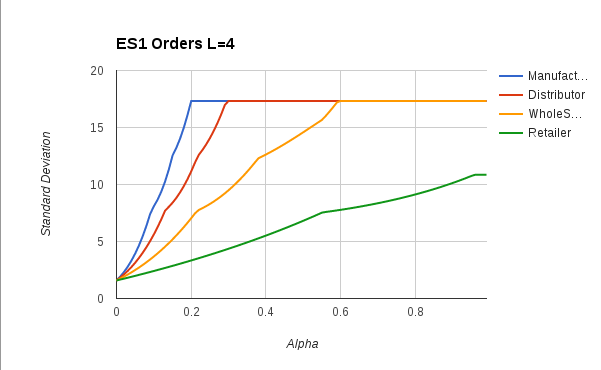 ES1 Orders L=4
20
15
10
5
0
Standard Deviation
0 0.2 0.4 0.6 0.8
Alpha
Manufact...
Distributor
WholeS...
Retailer